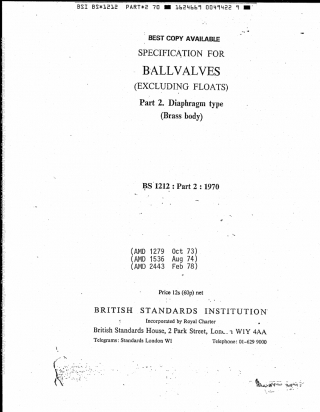 BSI BS*1212 PART*2 70 ■ 1624669 0049422 9 ■
BEST COPY AVAILABLE
SPECIFICATION FOR
BALLVALVES
(EXCLUDING FLOATS)
Part 2. Diaphragm type
(Brass body)
BS 1212 : Part 2 : 1970
(AMD 1279 Oct 73)
(AMD 1536 Aug 74)
(AMD 2443 Feb 78)
Price 12s (60p) net
BRITISH STANDARDS INSTITUTION
Incorporated by Royal Charter
British Standards House, 2 Park Street, W1Y 4AA
Telegrams: Standards London W1 Telephone: 01-629 9000